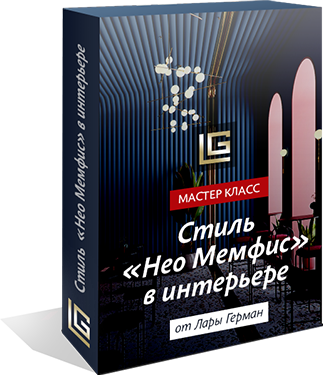 Стиль «Нео Мемфис» в интерьере
LG
LG
МАСТЕР КЛАСС
Стиль
«Нео Мемфис»
в интерьере
от Лары Герман